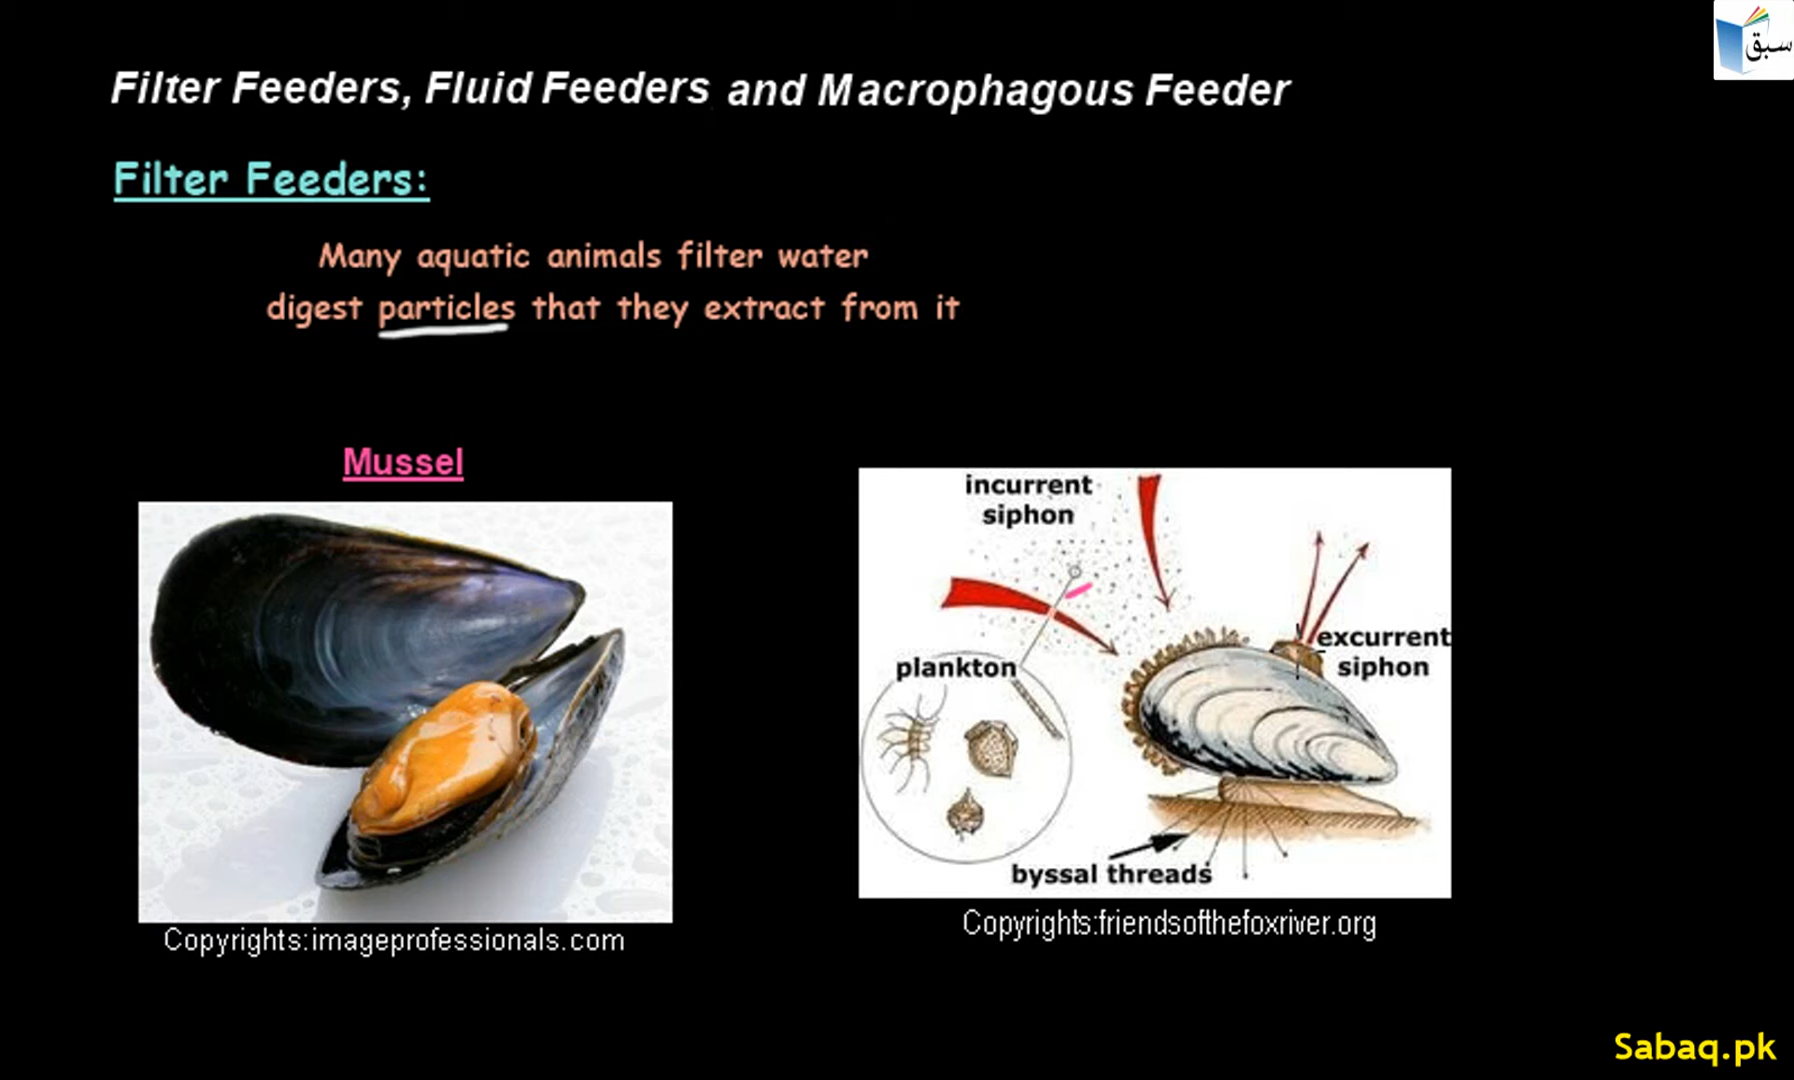 سبق
Filter Feeders, Fluid Feeders and Macrophagous Feeder
Filter Feeders:
Many aquatic animals filter water
digest particles that they extract from it
Mussel
Copyrights:imageprofessionals.com
incurrent
siphon
plankton
excurrent
siphon
byssal threads
Copyrights:friendsofthefoxriver.org
Sabaq.pk